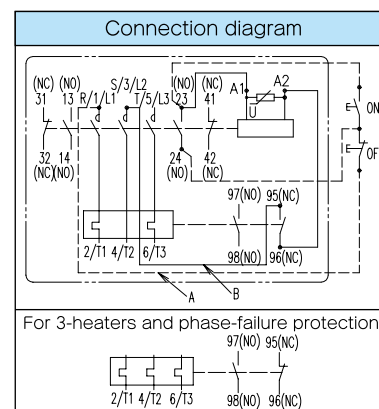 Connection diagram
(NC) (NO) S/3/L2 (NO) (NC)
31 13 R/1/L1 T/5/L3 23 41
A1 A2
U
ON
OF
32 14 24 42
(NC)(NO) (NO) (NC)
97(NO) 95(NC)
2/T1 4/T2 6/T3 98(NO) 96(NC)
A B
For 3-heaters and phase-failure protection
97(NO) 95(NC)
2/T1 4/T2 6/T3 98(NO) 96(NC)